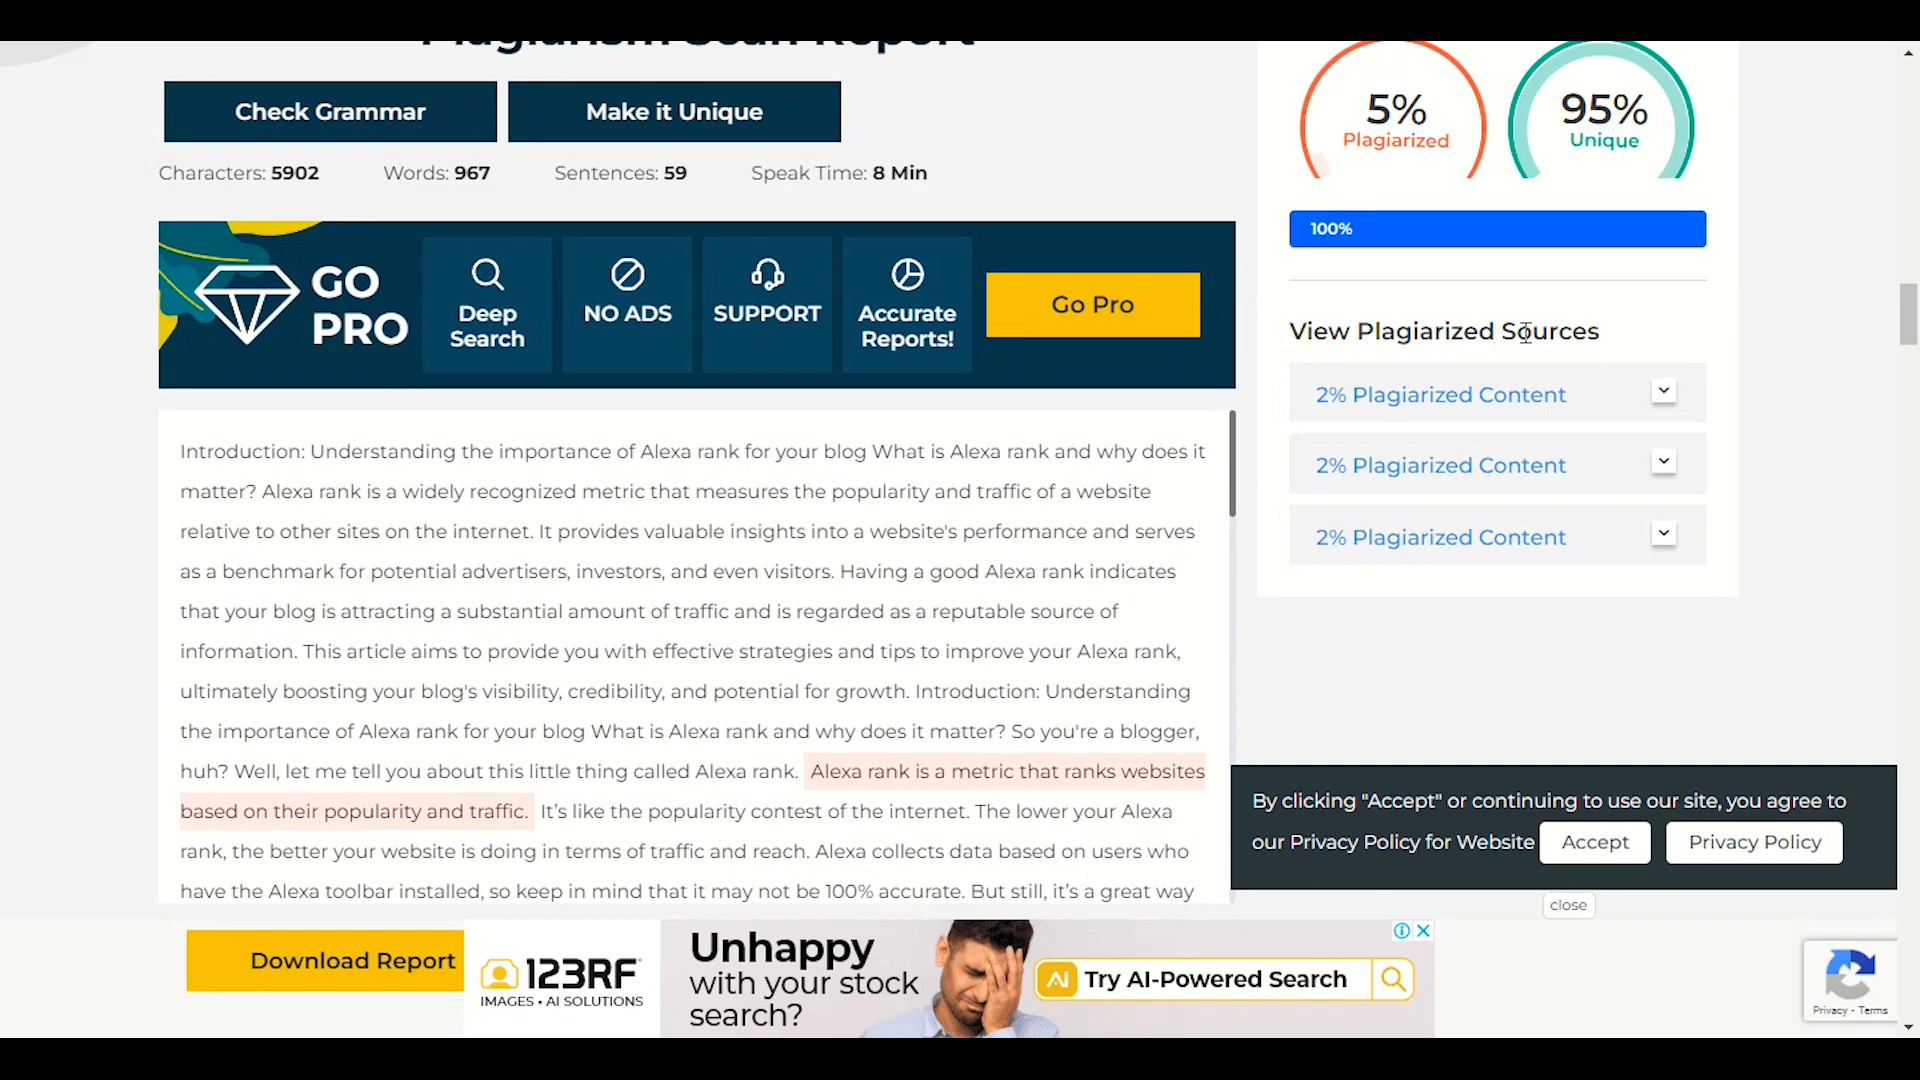 Plagiarism Scan Report
Check Grammar
Make it Unique
Characters: 5902 Words: 967 Sentences: 59 Speak Time: 8 Min
GO
PRO
Deep
Search
NO ADS
SUPPORT
Accurate
Reports!
Go Pro
Introduction: Understanding the importance of Alexa rank for your blog What is Alexa rank and why does it
matter? Alexa rank is a widely recognized metric that measures the popularity and traffic of a website
relative to other sites on the internet. It provides valuable insights into a website's performance and serves
as a benchmark for potential advertisers, investors, and even visitors. Having a good Alexa rank indicates
that your blog is attracting a substantial amount of traffic and is regarded as a reputable source of
information. This article aims to provide you with effective strategies and tips to improve your Alexa rank,
ultimately boosting your blog's visibility, credibility, and potential for growth. Introduction: Understanding
the importance of Alexa rank for your blog What is Alexa rank and why does it matter? So you're a blogger,
huh? Well, let me tell you about this little thing called Alexa rank. Alexa rank is a metric that ranks websites
based on their popularity and traffic. It’s like the popularity contest of the internet. The lower your Alexa
rank, the better your website is doing in terms of traffic and reach. Alexa collects data based on users who
have the Alexa toolbar installed, so keep in mind that it may not be 100% accurate. But still, it’s a great way
5%
Plagiarized
95%
Unique
100%
View Plagiarized Sources
2% Plagiarized Content
2% Plagiarized Content
2% Plagiarized Content
By clicking "Accept" or continuing to use our site, you agree to
our Privacy Policy for Website Accept Privacy Policy
close
Download Report
123RF
IMAGES • AI SOLUTIONS
Unhappy
with your stock
search?
AI Try AI-Powered Search
Privacy - Terms